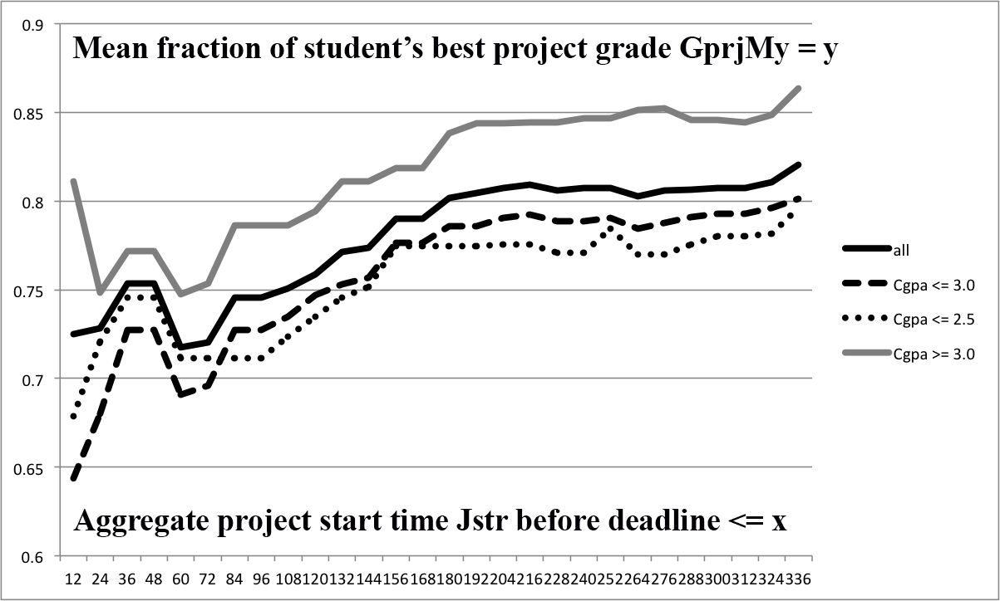 0.9
Mean fraction of student’s best project grade GprjMy = y
0.85
0.8
0.75
0.7
0.65
0.6
all
Cgpa <= 3.0
Cgpa <= 2.5
Cgpa >= 3.0
Aggregate project start time Jstr before deadline <= x
12 24 36 48 60 72 84 96 108 120 132 144 156 168 180 192 204 216 228 240 252 264 276 288 300 312 324 336